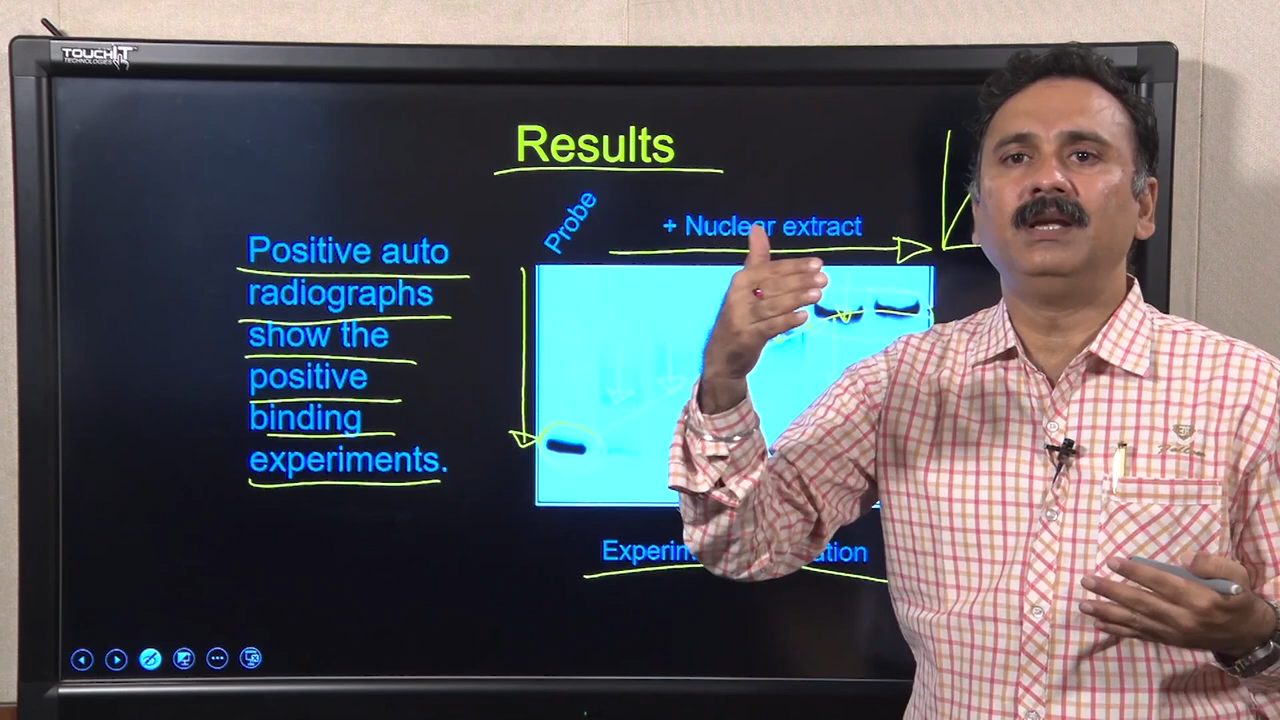 TOUCHIT
TECHNOLOGIES
Results
Probe
+ Nuclear extract
Positive auto
radiographs
show the
positive
binding
experiments.